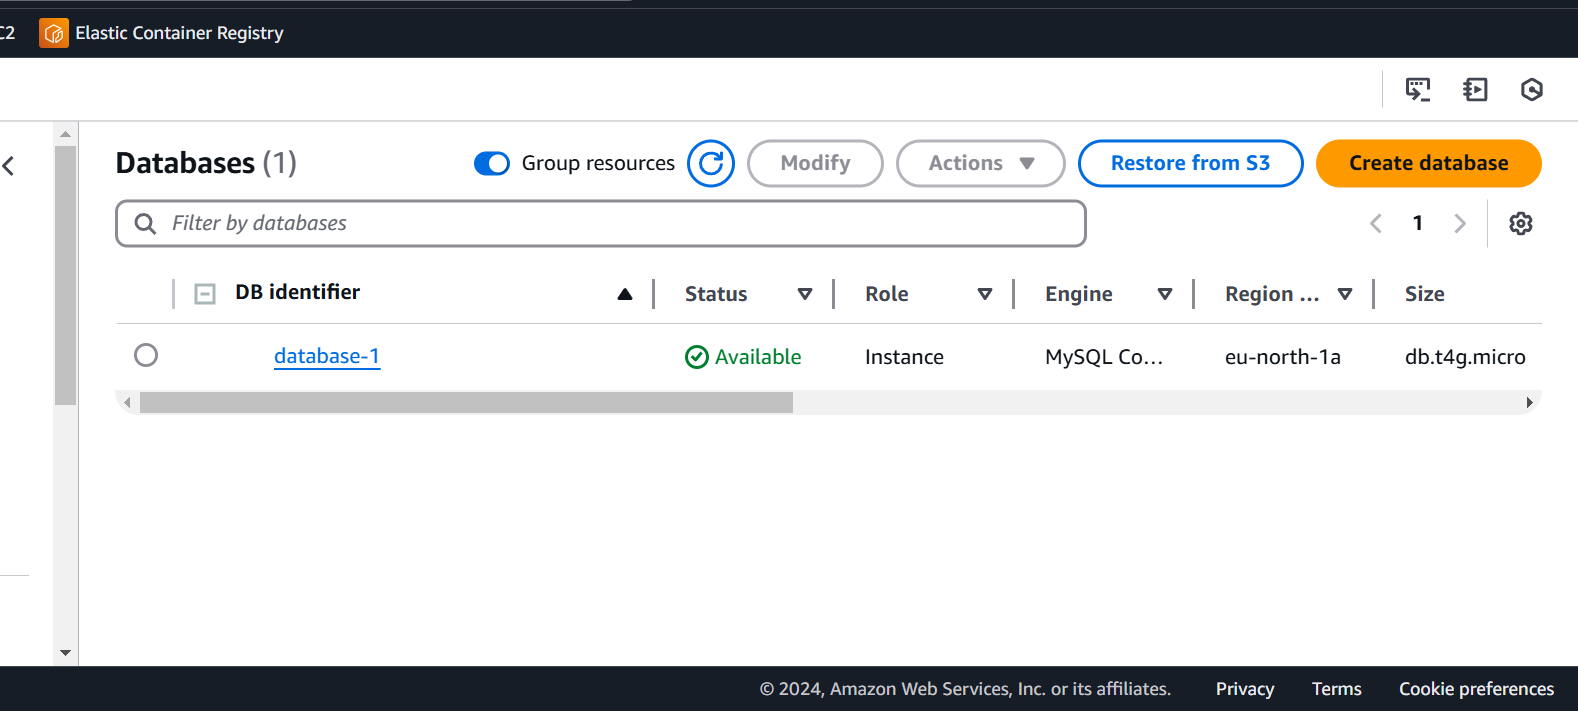 C2 Elastic Container Registry
Databases (1) Group resources Modify Actions Restore from S3 Create database
Filter by databases 1
DB identifier Status Role Engine Region ... Size
database-1 Available Instance MySQL Co... eu-north-1a db.t4g.micro
© 2024, Amazon Web Services, Inc. or its affiliates. Privacy Terms Cookie preferences